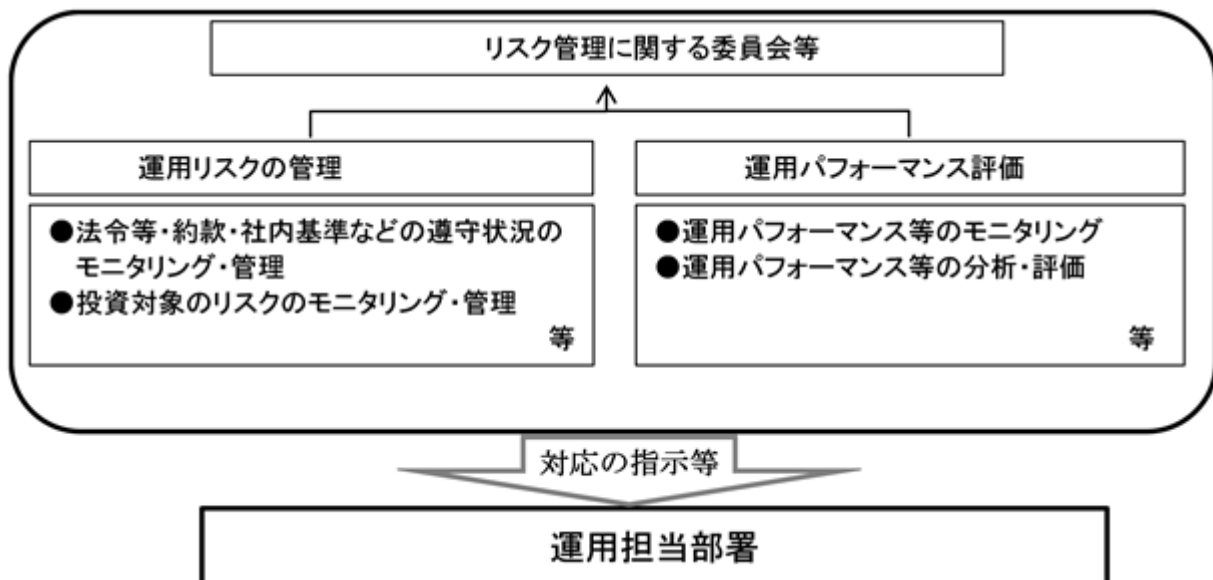 リスク管理に関する委員会等
運用リスクの管理
●法令等・約款・社内基準などの遵守状況の
モニタリング・管理
●投資対象のリスクのモニタリング・管理
等
運用パフォーマンス評価
●運用パフォーマンス等のモニタリング
●運用パフォーマンス等の分析・評価
等
対応の指示等
運用担当部署